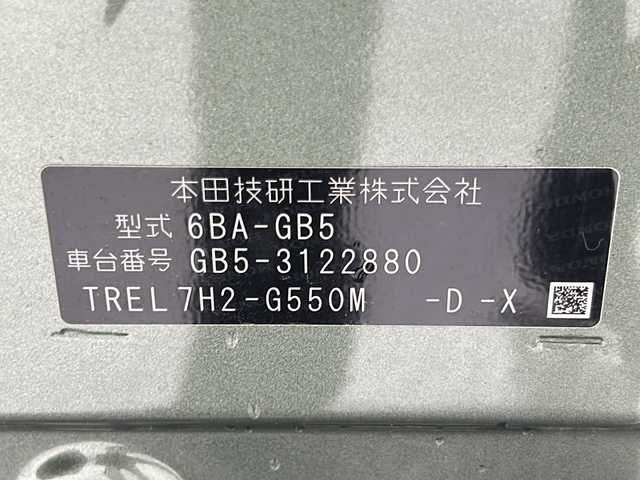 本田技研工業株式会社
型式 6BA-GB5
車台番号 GB5-3122880
TREL 7H2-G550M -D -X